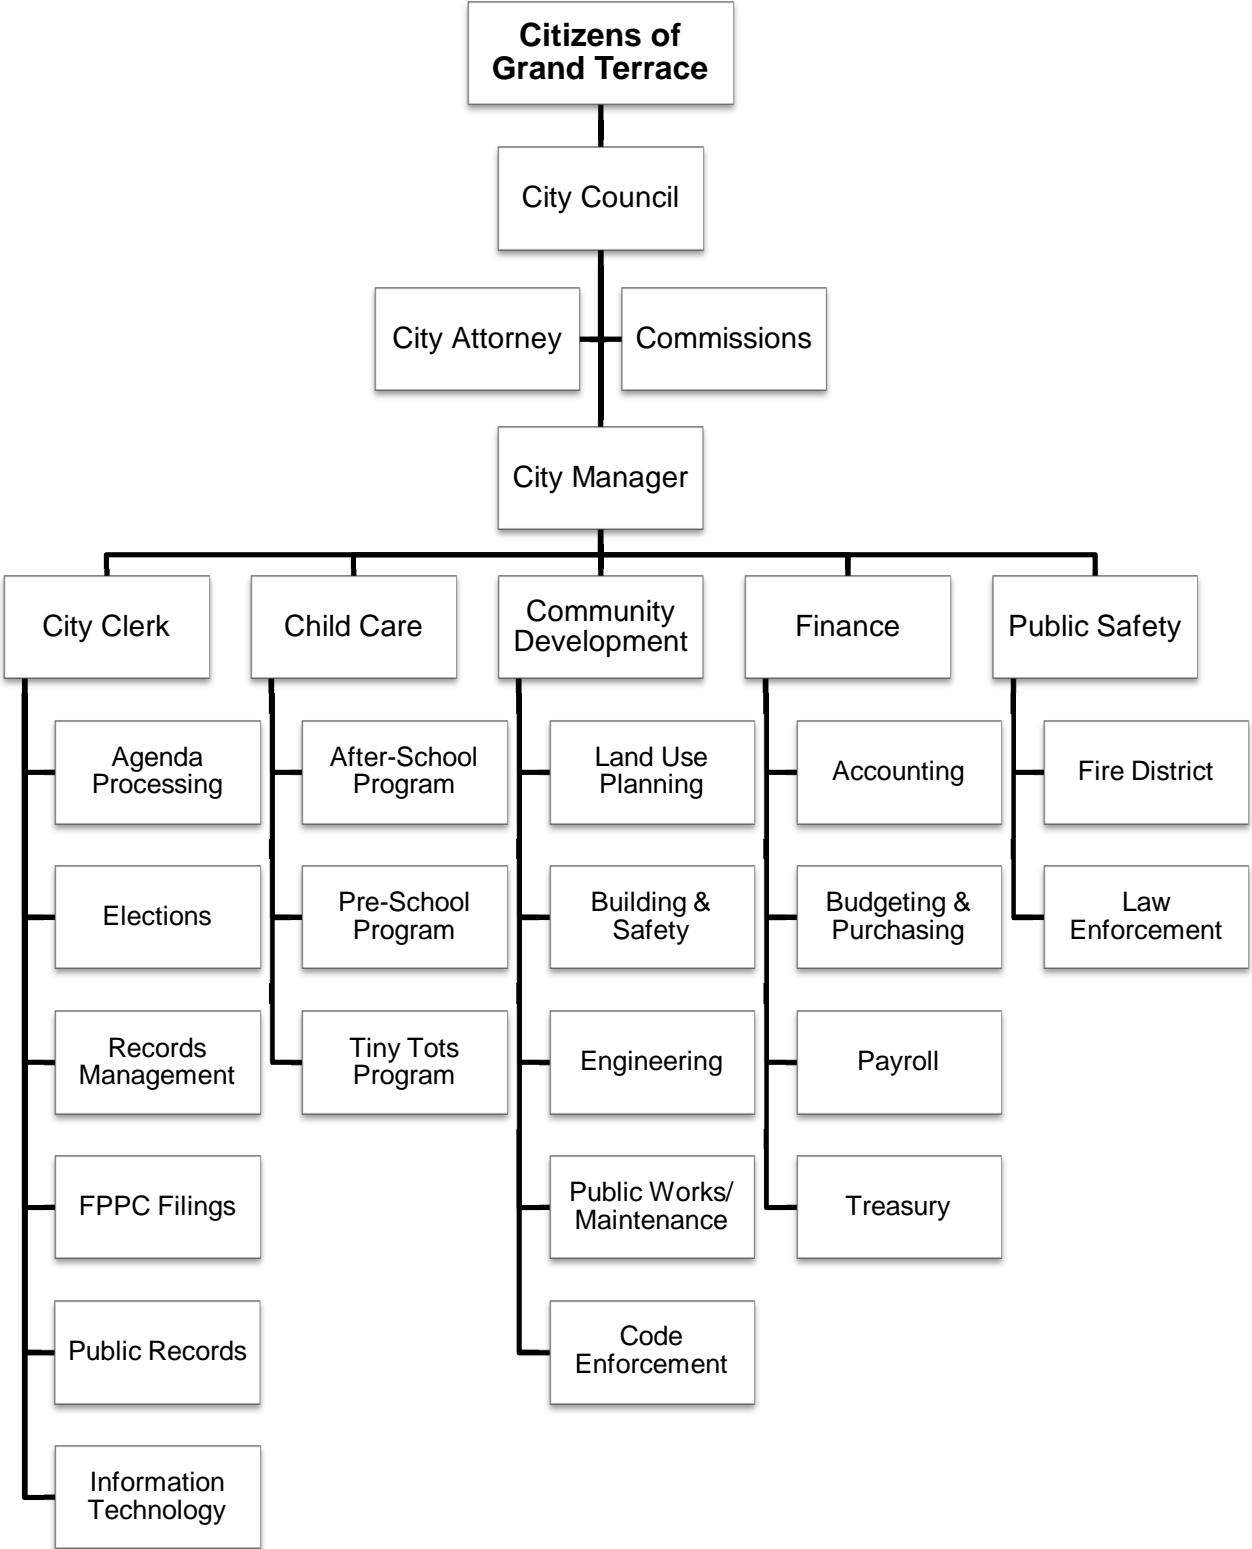 Citizens of
Grand Terrace
City Council
City Attorney
Commissions
City Manager
City Clerk
Child Care
Community
Development
Finance
Public Safety
Agenda
Processing
After-School
Program
Land Use
Planning
Accounting
Fire District
Elections
Pre-School
Program
Building &
Safety
Budgeting &
Purchasing
Law
Enforcement
Records
Management
Tiny Tots
Program
Engineering
Payroll
FPPC Filings
Public Works/
Maintenance
Treasury
Public Records
Code
Enforcement
Information
Technology